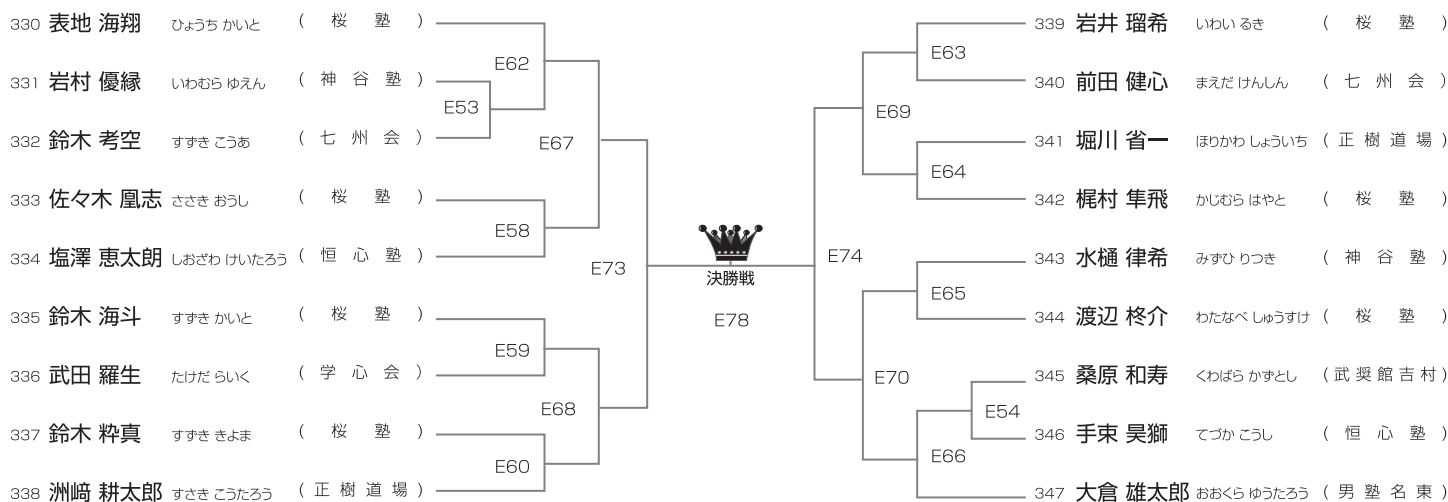 330 表地 海翔 ひょうち かいと ( 桜 塾 )
331 岩村 優縁 いわむら ゆえん ( 神 谷 塾 )
332 鈴木 考空 すずき こうあ ( 七 州 会 )
333 佐々木 凰志 ささき おうし ( 桜 塾 )
334 塩澤 恵太朗 しおざわ けいたろう ( 恒 心 塾 )
335 鈴木 海斗 すずき かいと ( 桜 塾 )
336 武田 羅生 たけだ らいく ( 学 心 会 )
337 鈴木 粋真 すずき きよま ( 桜 塾 )
338 洲﨑 耕太郎 すさき こうたろう ( 正 樹 道 場 )
E62
E53
E67
E58
E73
E59
E68
E60
決勝戦
E78
E63
E69
E64
E74
E65
E70
E54
E66
339 岩井 瑠希 いわい るき ( 桜 塾 )
340 前田 健心 まえだ けんしん ( 七 州 会 )
341 堀川 省一 ほりかわ しょういち ( 正 樹 道 場 )
342 梶村 隼飛 かじむら はやと ( 桜 塾 )
343 水樋 律希 みずひ りつき ( 神 谷 塾 )
344 渡辺 柊介 わたなべ しゅうすけ ( 桜 塾 )
345 桑原 和寿 くわばら かずとし ( 武 奨 館 吉 村 )
346 手束 昊獅 てづか こうし ( 恒 心 塾 )
347 大倉 雄太郎 おおくら ゆうたろう ( 男 塾 名 東 )